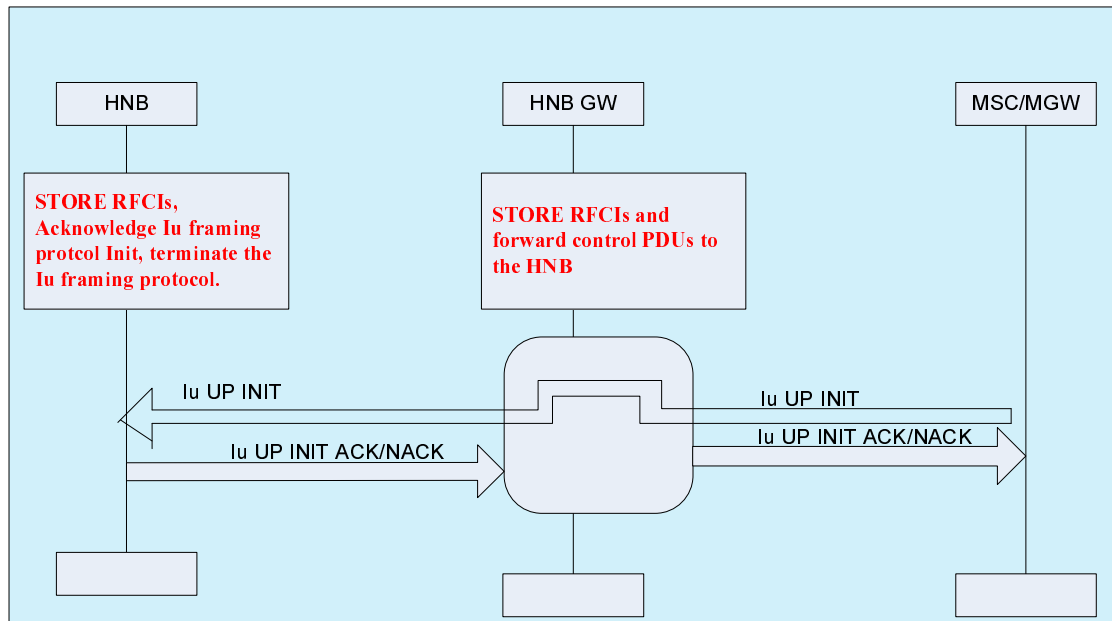 HNB
HNB GW
MSC/MGW
STORE RFCIs,
Acknowledge Iu framing
protcol Init, terminate the
Iu framing protocol.
STORE RFCIs and
forward control PDUs to
the HNB
Iu UP INIT
Iu UP INIT
Iu UP INIT ACK/NACK
Iu UP INIT ACK/NACK